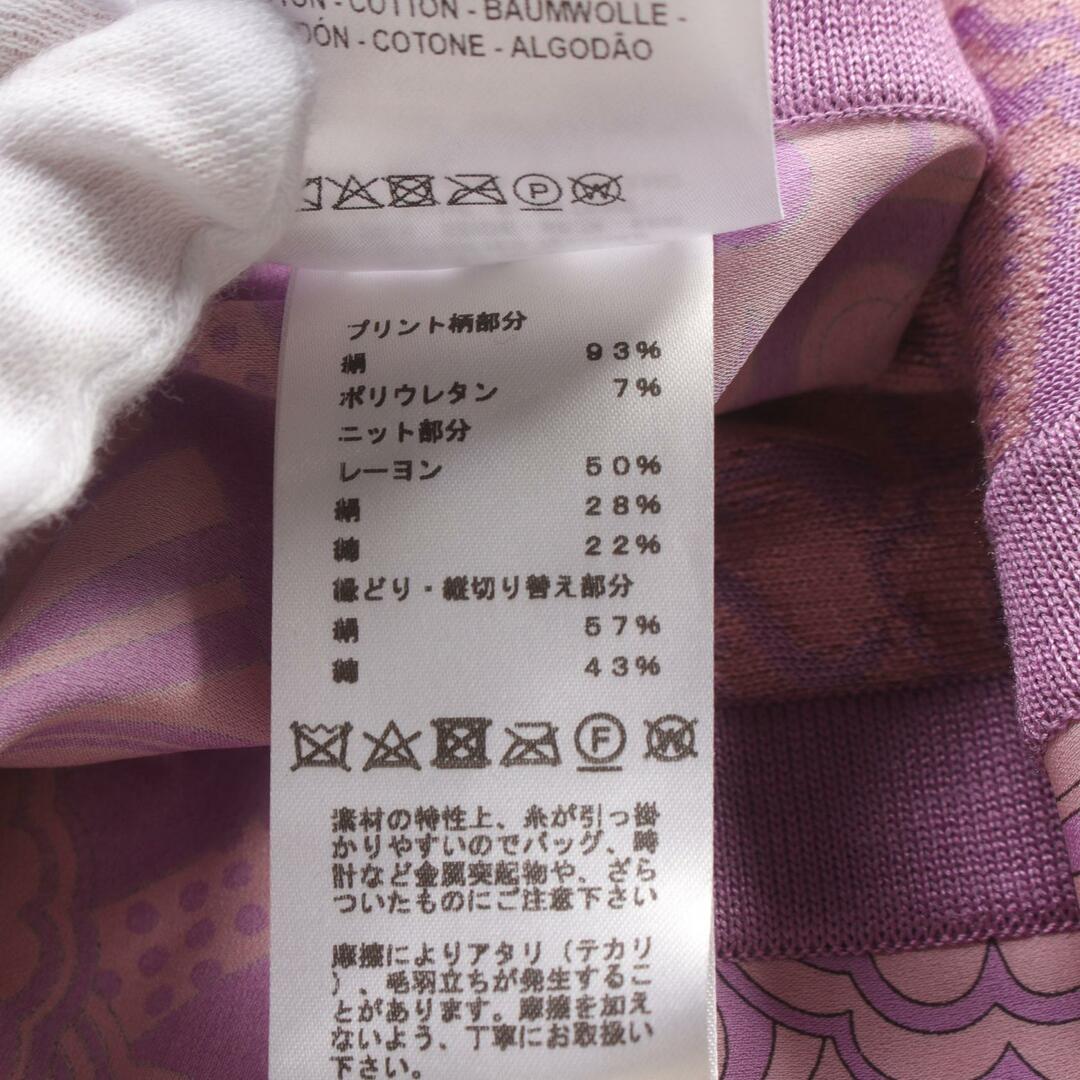 - COTTON - BAUMWOLLE -
- COTONE - ALGODÃO
P W
プリント柄部分
絹 93%
ポリウレタン 7%
ニット部分
レーヨン 50%
絹 28%
綿 22%
縁どり・縦切り替え部分
絹 57%
綿 43%
F W
素材の特性上、糸が引っ掛
かりやすいのでバッグ、時
計など金属突起物や、ざら
ついたものにご注意下さい
摩擦によりアタリ（テカリ
）、毛羽立ちが発生するこ
とがあります。摩擦を加え
ないよう、丁寧にお取扱い
下さい。